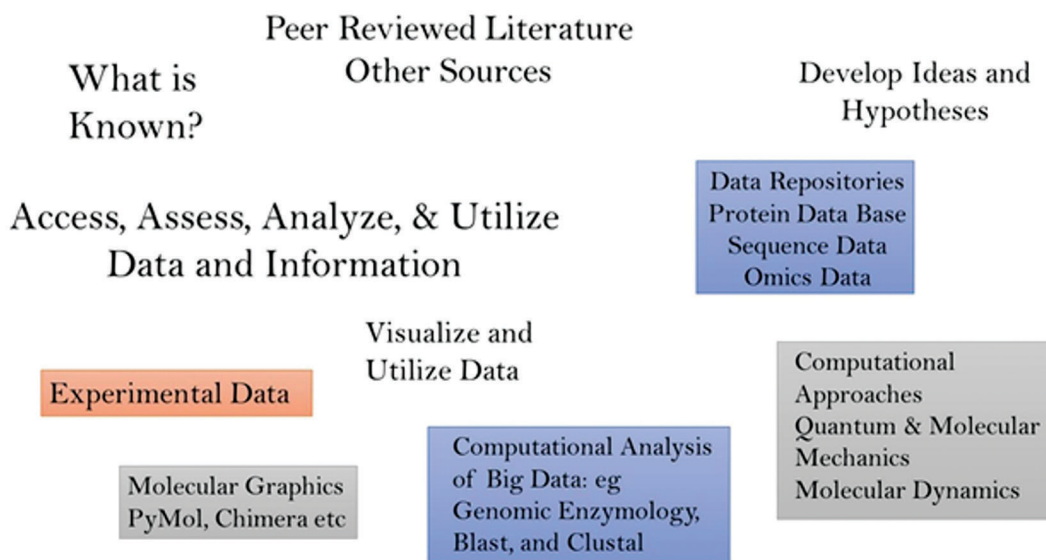 Peer Reviewed Literature
Other Sources
What is
Known?
Develop Ideas and
Hypotheses
Access, Assess, Analyze, & Utilize
Data and Information
Data Repositories
Protein Data Base
Sequence Data
Omics Data
Visualize and
Utilize Data
Experimental Data
Computational
Approaches
Quantum & Molecular
Mechanics
Molecular Dynamics
Molecular Graphics
PyMol, Chimera etc
Computational Analysis
of Big Data: eg
Genomic Enzymology,
Blast, and Clustal